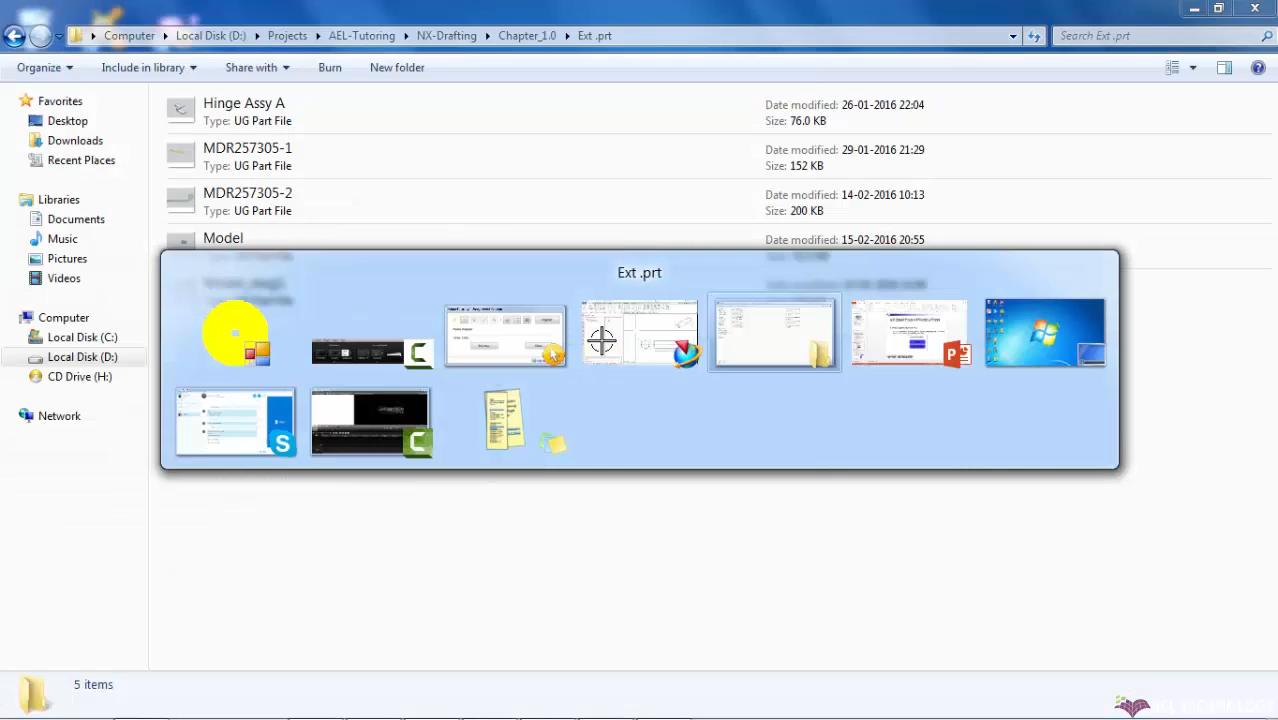 Computer ▸ Local Disk (D:) ▸ Projects ▸ AEL-Tutoring ▸ NX-Drafting ▸ Chapter_1.0 ▸ Ext .prt
Search Ext .prt
Organize Include in library Share with Burn New folder
Favorites
Desktop
Downloads
Recent Places
Libraries
Documents
Music
Pictures
Videos
Computer
Local Disk (C:)
Local Disk (D:)
CD Drive (H:)
Network
Hinge Assy A
Type: UG Part File
Date modified: 26-01-2016 22:04
Size: 76.0 KB
MDR257305-1
Type: UG Part File
Date modified: 29-01-2016 21:29
Size: 152 KB
MDR257305-2
Type: UG Part File
Date modified: 14-02-2016 10:13
Size: 200 KB
Model
Date modified: 15-02-2016 20:55
Ext .prt
5 items